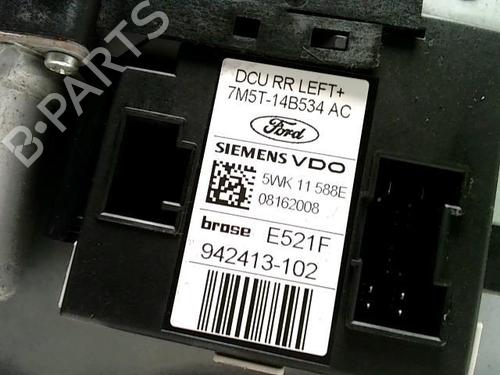 B-PARTS
DCU RR LEFT+
7M5T-14B534 AC
Ford
SIEMENS VDO
5WK 11 588E
08162008
brose E521F
942413-102